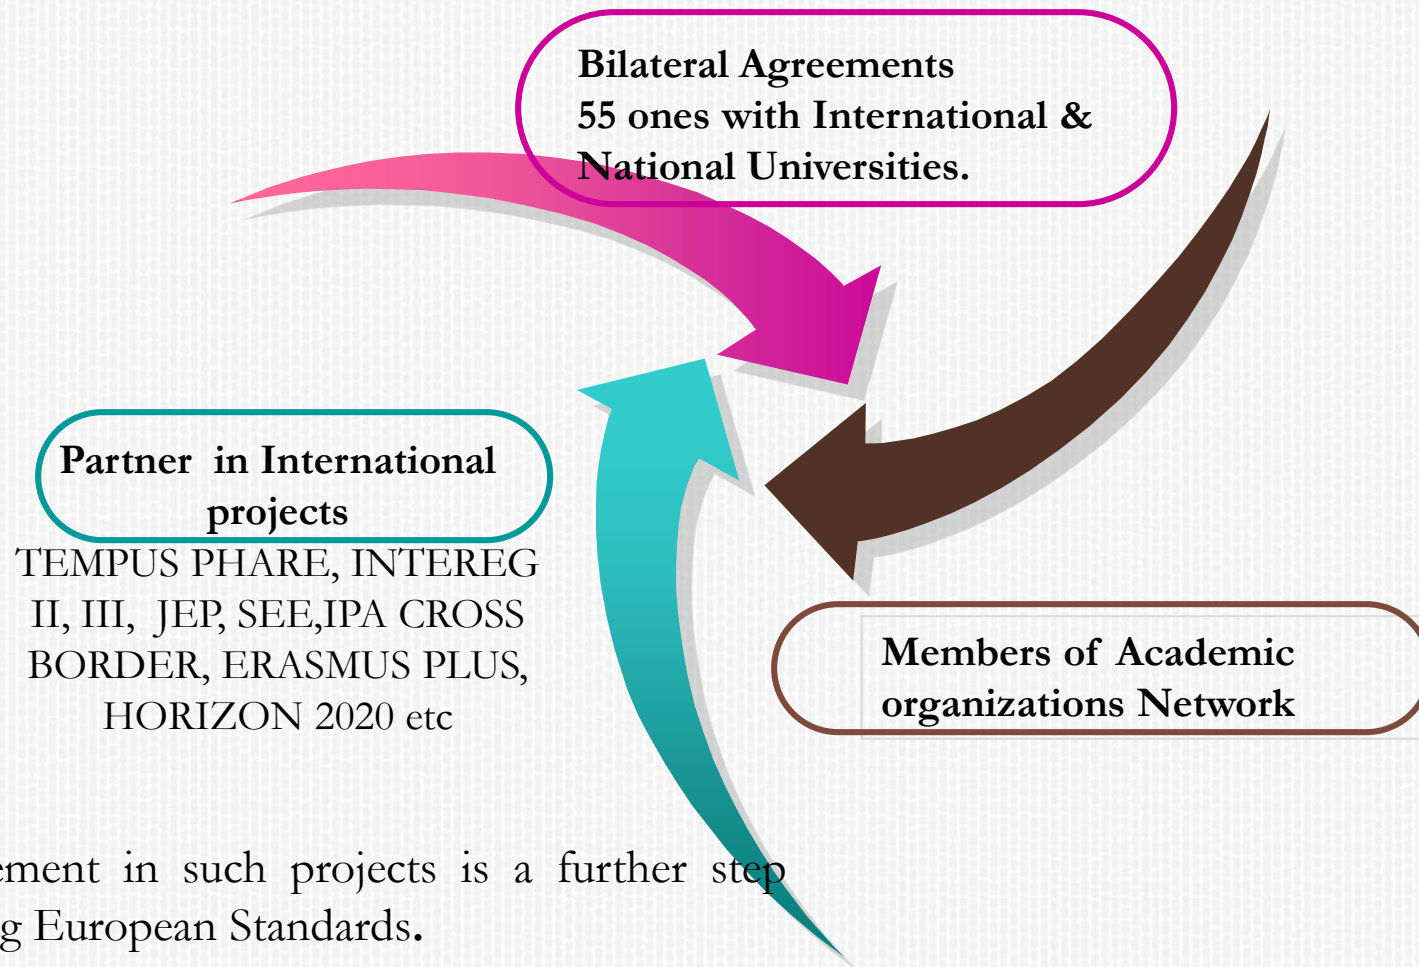 Bilateral Agreements
55 ones with International &
National Universities.
Partner in International
projects
TEMPUS PHARE, INTEREG
II, III, JEP, SEE,IPA CROSS
BORDER, ERASMUS PLUS,
HORIZON 2020 etc
Members of Academic
organizations Network
in such projects is a further step
European Standards.